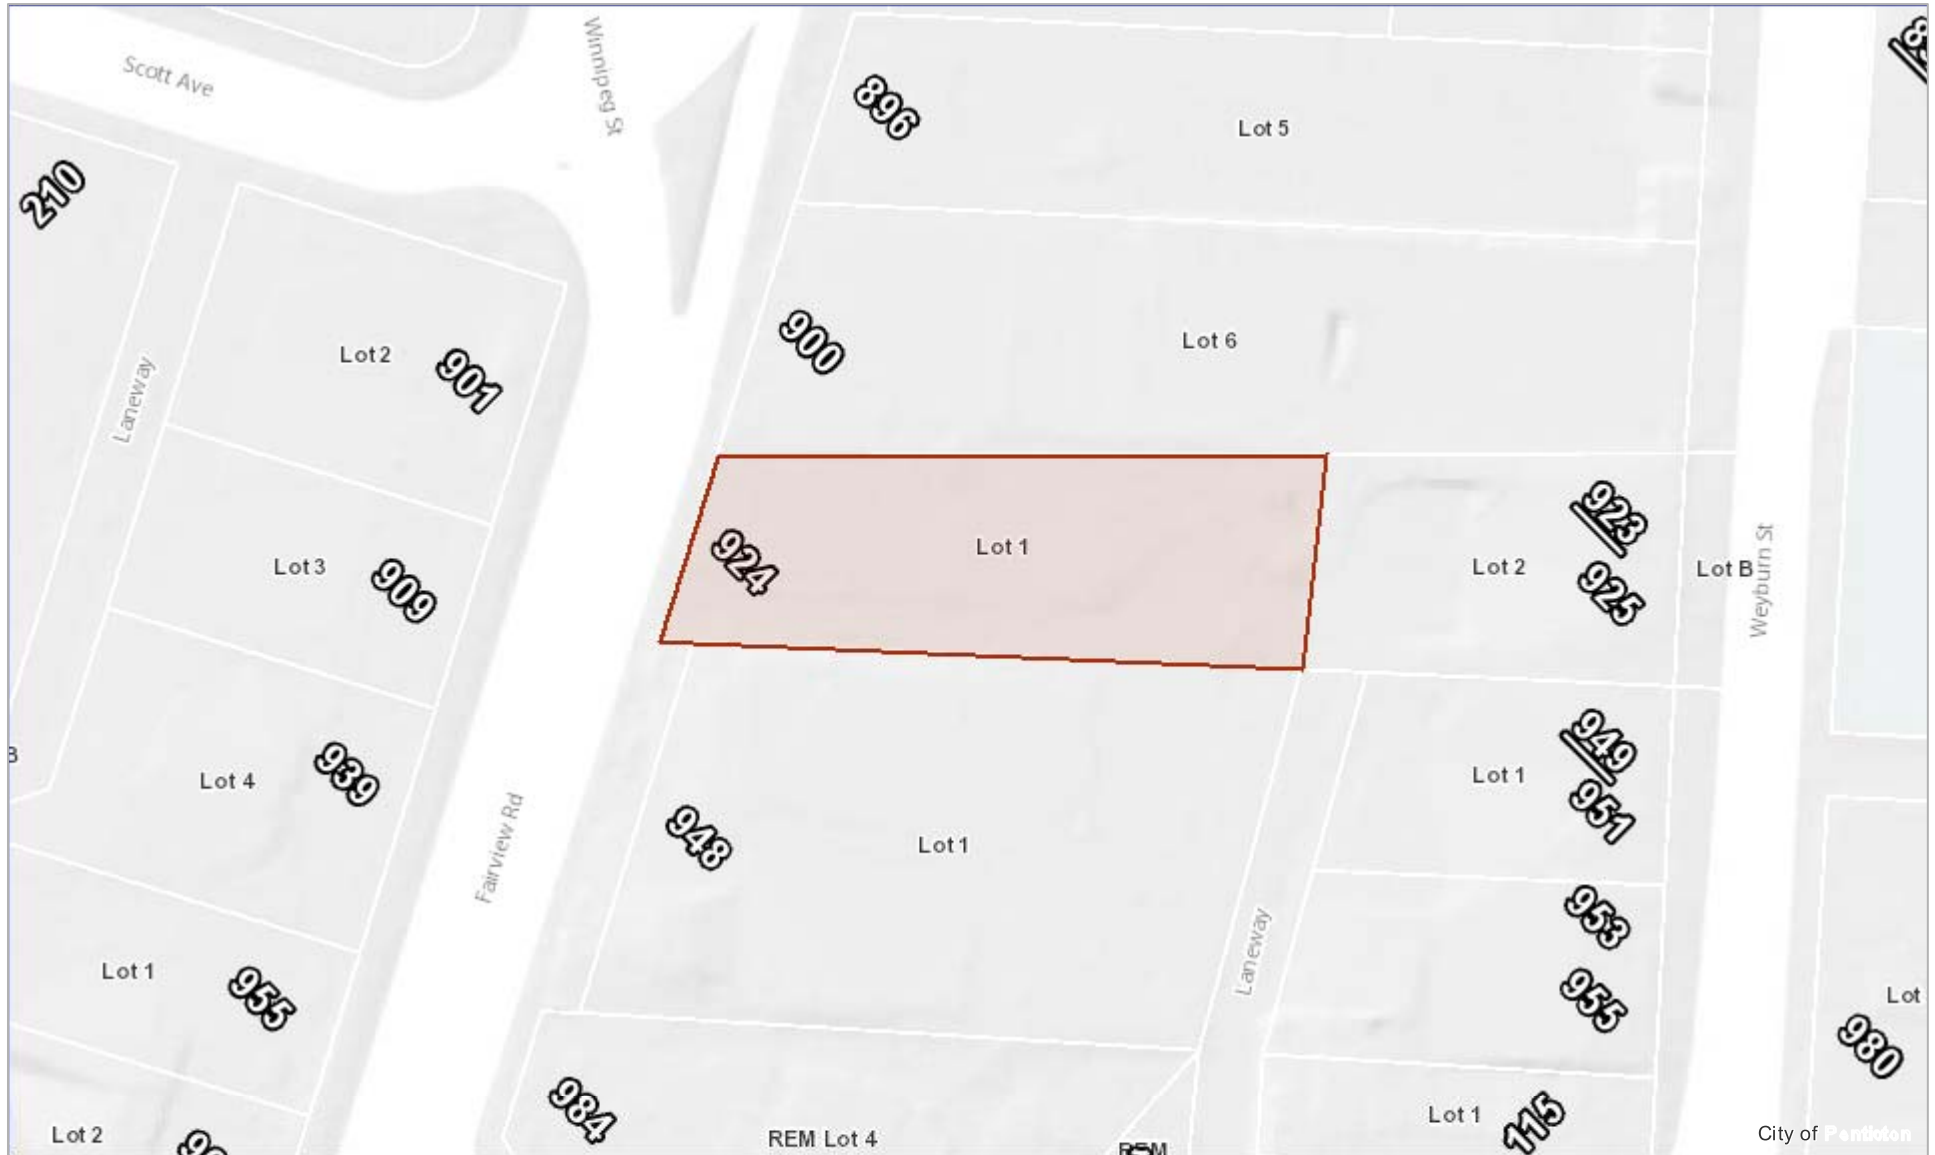 Scott Ave
Winnipeg St
896
Lot 5
210
Lot 2
901
900
Lot 6
Laneway
924
Lot 1
923
925
Lot 2
Lot B
Weyburn St
Lot 3
909
Lot 4
939
Fairview Rd
948
Lot 1
949
951
Lot 1
953
955
Laneway
Lot 1
955
Lot
980
984
REM Lot 4
REM
Lot 1
115
Lot 2
City of Penticton